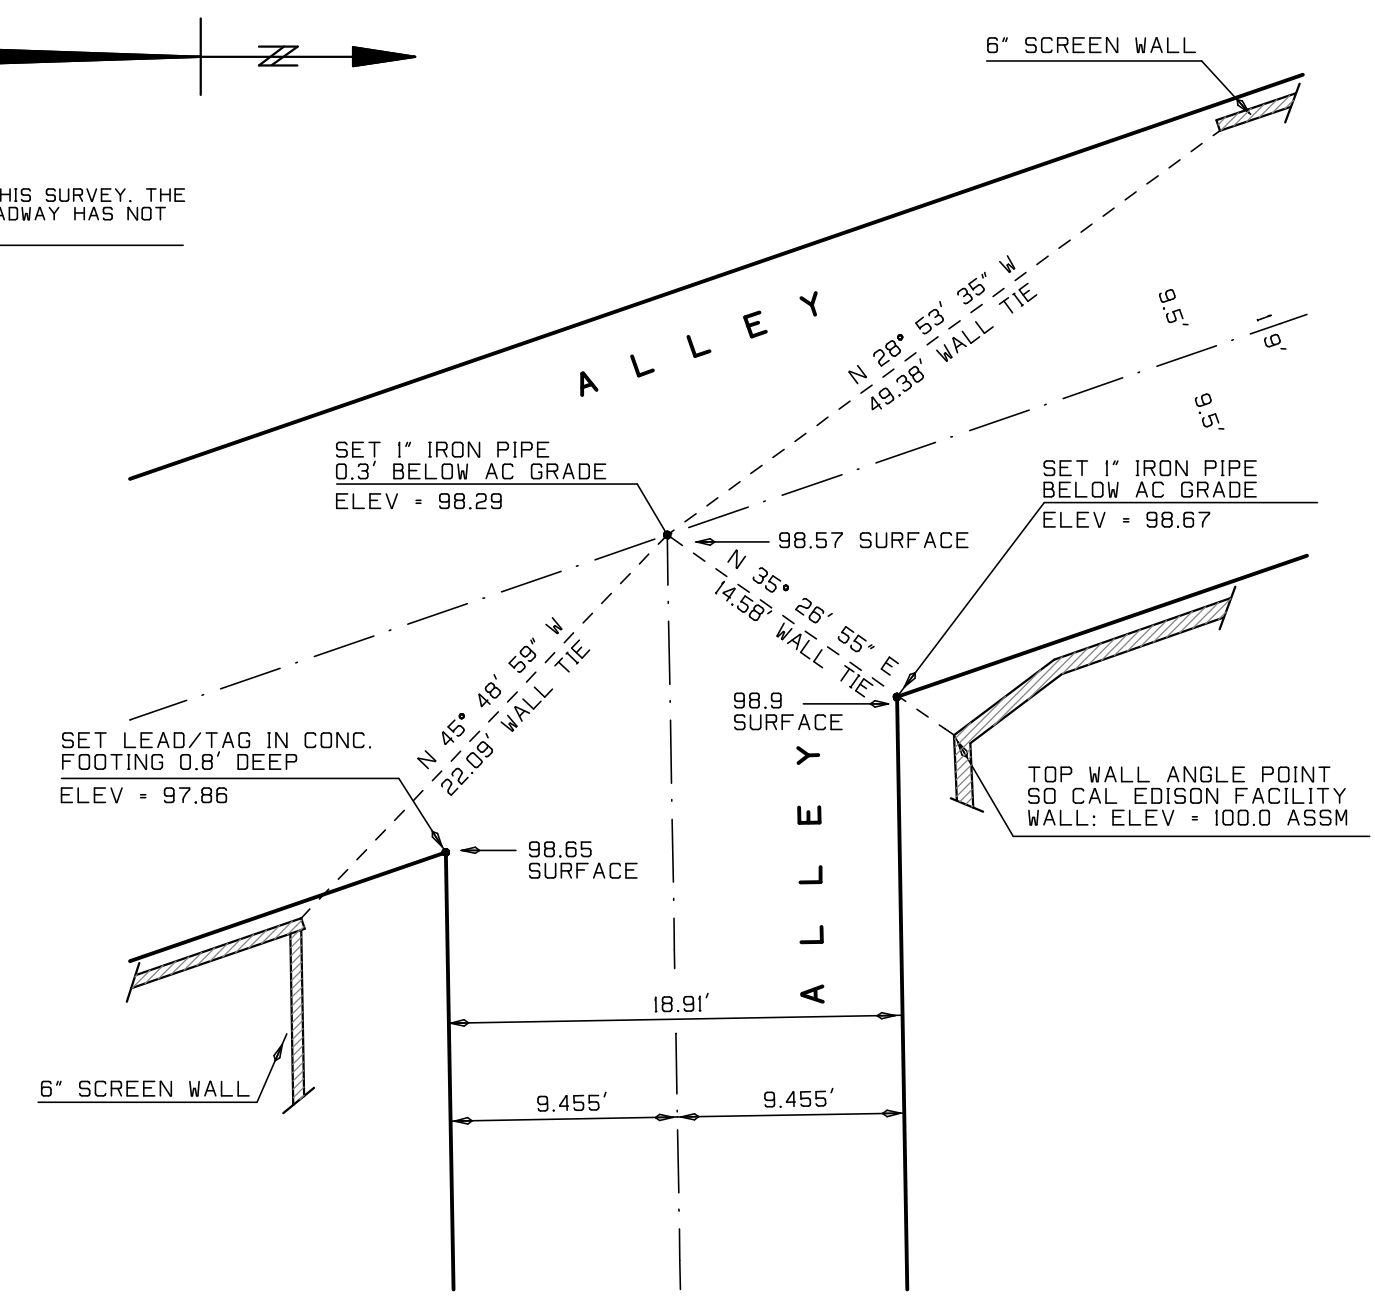 N
6" SCREEN WALL
HIS SURVEY. THE
ADWAY HAS NOT
ALLEY
N 28° 53' 35" W
49.38' WALL TIE
9.5'
19'
9.5'
SET 1" IRON PIPE
0.3' BELOW AC GRADE
ELEV = 98.29
SET 1" IRON PIPE
BELOW AC GRADE
ELEV = 98.67
98.57 SURFACE
N 35° 26' 55" E
14.58' WALL TIE
N 45° 48' 59" W
22.09' WALL TIE
98.9
SURFACE
SET LEAD/TAG IN CONC.
FOOTING 0.8' DEEP
ELEV = 97.86
ALLEY
TOP WALL ANGLE POINT
SO CAL EDISON FACILITY
WALL: ELEV = 100.0 ASSM
98.65
SURFACE
18.91'
6" SCREEN WALL
9.455'
9.455'